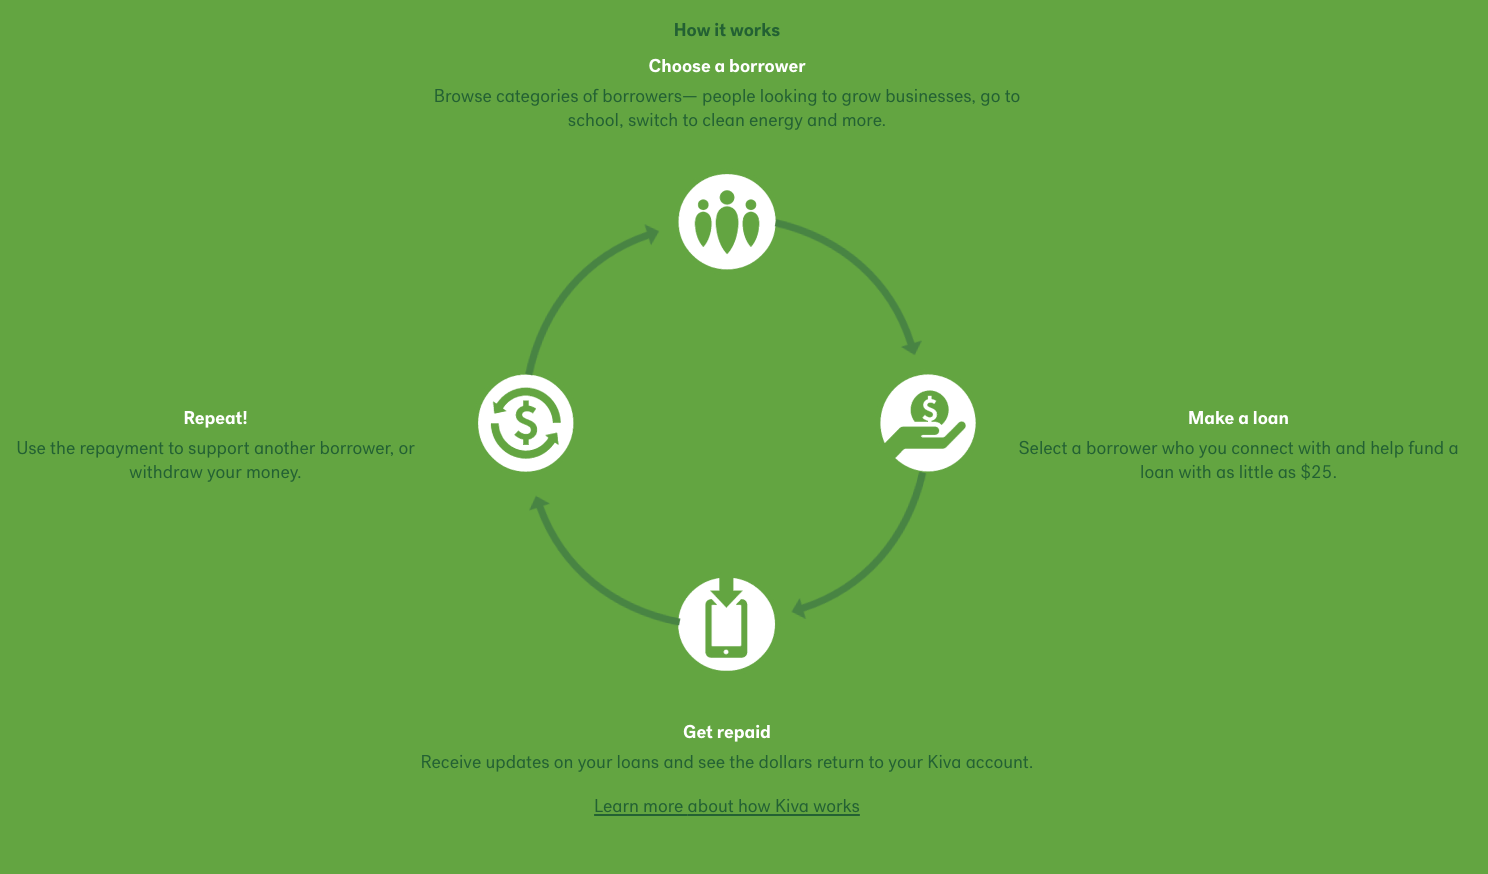 How it works
Choose a borrower
Browse categories of borrowers— people looking to grow businesses, go to
school, switch to clean energy and more.
Repeat!
Use the repayment to support another borrower, or
withdraw your money.
Make a loan
Select a borrower who you connect with and help fund a
loan with as little as $25.
Get repaid
Receive updates on your loans and see the dollars return to your Kiva account.
Learn more about how Kiva works